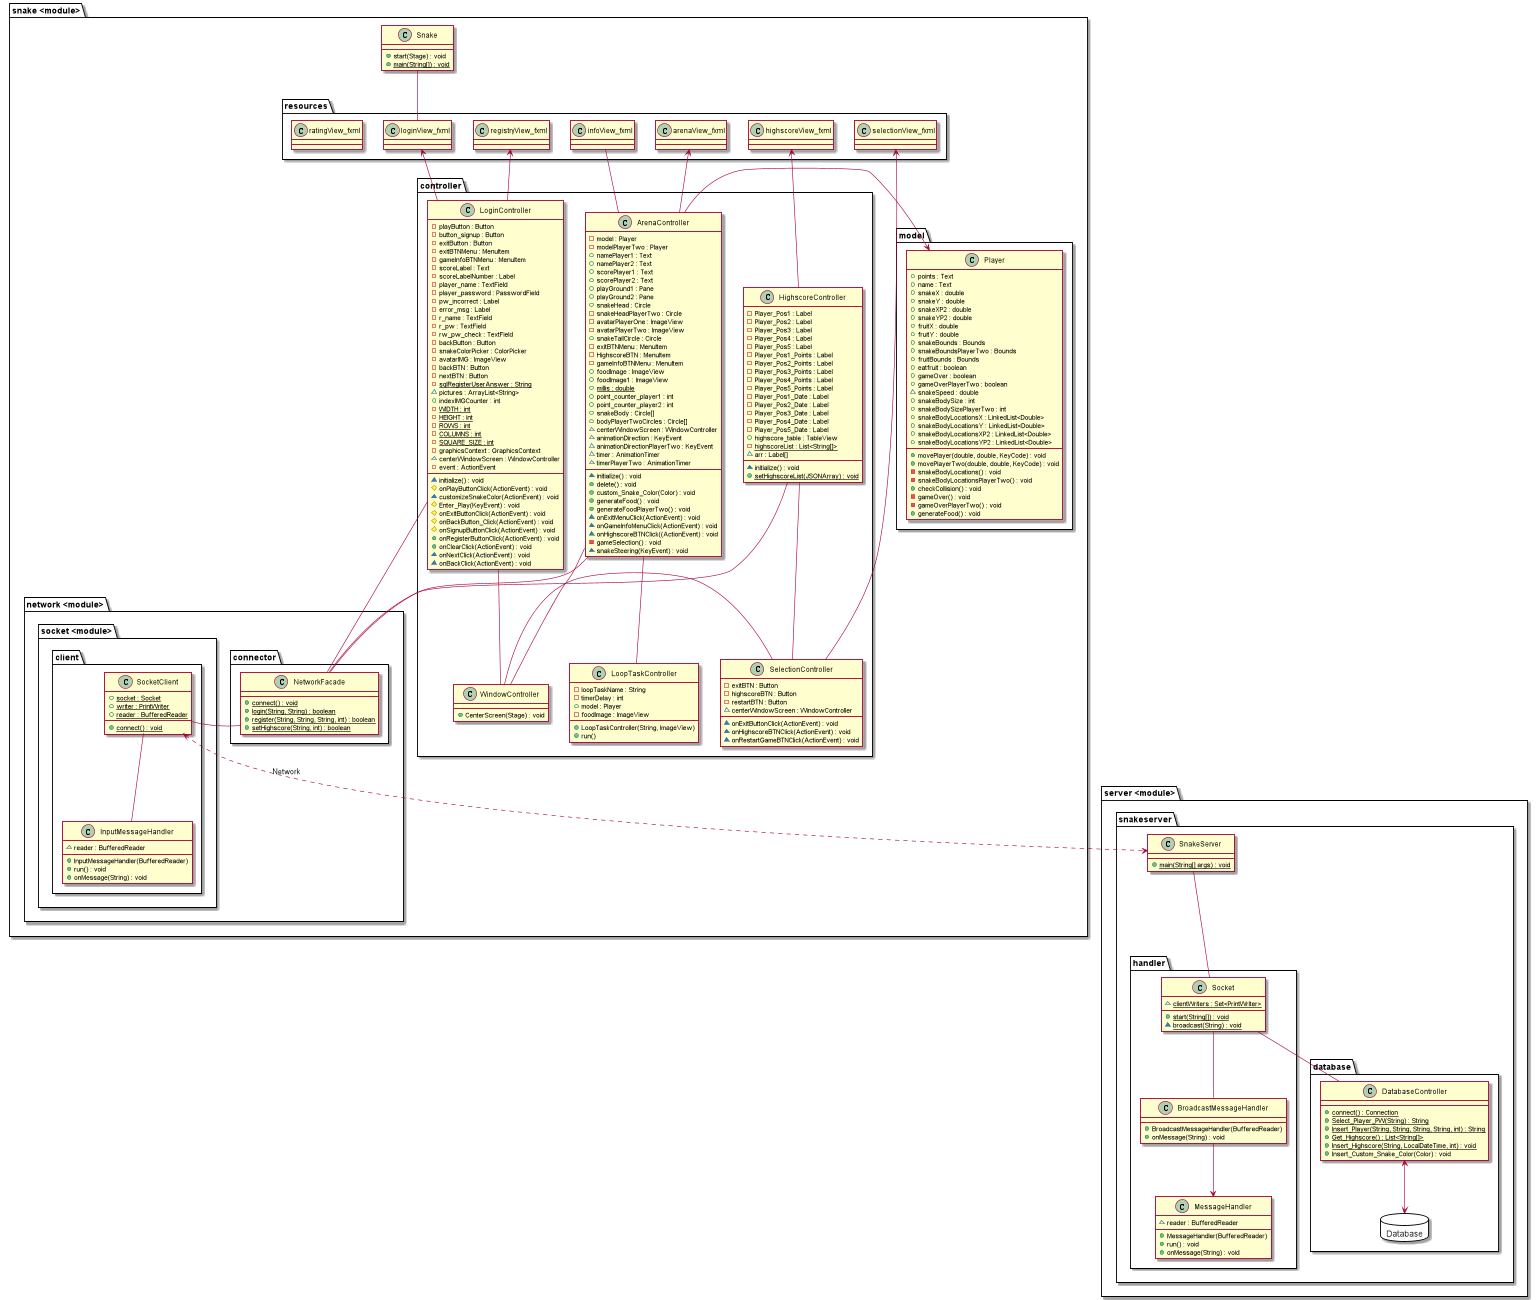 snake <module>
Snake
start(Stage) : void
main(String[]) : void
resources
ratingView_fxml
loginView_fxml
registryView_fxml
infoView_fxml
arenaView_fxml
highscoreView_fxml
selectionView_fxml
controller
LoginController
playButton : Button
button_signup : Button
exitButton : Button
exitBTNMenu : MenuItem
gameInfoBTNMenu : MenuItem
scoreLabel : Text
scoreLabelNumber : Label
player_name : TextField
player_password : PasswordField
pw_incorrect : Label
error_msg : Label
r_name : TextField
r_pw : TextField
rw_pw_check : TextField
backButton : Button
snakeColorPicker : ColorPicker
avatarIMG : ImageView
backBTN : Button
nextBTN : Button
sqlRegisterUserAnswer : String
pictures : ArrayList<String>
indexIMGCounter : int
WIDTH : int
HEIGHT : int
ROWS : int
COLUMNS : int
SQUARE_SIZE : int
graphicsContext : GraphicsContext
centerWindowScreen : WindowController
event : ActionEvent
initialize() : void
onPlayButtonClick(ActionEvent) : void
customizeSnakeColor(ActionEvent) : void
Enter_Play(KeyEvent) : void
onExitButtonClick(ActionEvent) : void
onBackButton_Click(ActionEvent) : void
onSignupButtonClick(ActionEvent) : void
onRegisterButtonClick(ActionEvent) : void
onClearClick(ActionEvent) : void
onNextClick(ActionEvent) : void
onBackClick(ActionEvent) : void
ArenaController
model : Player
modelPlayerTwo : Player
namePlayer1 : Text
namePlayer2 : Text
scorePlayer1 : Text
scorePlayer2 : Text
playGround1 : Pane
playGround2 : Pane
snakeHead : Circle
snakeHeadPlayerTwo : Circle
avatarPlayerOne : ImageView
avatarPlayerTwo : ImageView
snakeTailCircle : Circle
exitBTNMenu : MenuItem
HighscoreBTN : MenuItem
gameInfoBTNMenu : MenuItem
foodImage : ImageView
foodImage1 : ImageView
millis : double
point_counter_player1 : int
point_counter_player2 : int
snakeBody : Circle[]
bodyPlayerTwoCircles : Circle[]
centerWindowScreen : WindowController
animationDirection : KeyEvent
animationDirectionPlayerTwo : KeyEvent
timer : AnimationTimer
timerPlayerTwo : AnimationTimer
initialize() : void
delete() : void
custom_Snake_Color(Color) : void
generateFood() : void
generateFoodPlayerTwo() : void
onExitMenuClick(ActionEvent) : void
onGameInfoMenuClick(ActionEvent) : void
onHighscoreBTNClick((ActionEvent) : void
gameSelection() : void
snakeSteering(KeyEvent) : void
HighscoreController
Player_Pos1 : Label
Player_Pos2 : Label
Player_Pos3 : Label
Player_Pos4 : Label
Player_Pos5 : Label
Player_Pos1_Points : Label
Player_Pos2_Points : Label
Player_Pos3_Points : Label
Player_Pos4_Points : Label
Player_Pos5_Points : Label
Player_Pos1_Date : Label
Player_Pos2_Date : Label
Player_Pos3_Date : Label
Player_Pos4_Date : Label
Player_Pos5_Date : Label
highscore_table : TableView
highscoreList : List<String[]>
arr : Label[]
initialize() : void
setHighscoreList(JSONArray) : void
model
Player
points : Text
name : Text
snakeX : double
snakeY : double
snakeXP2 : double
snakeYP2 : double
fruitX : double
fruitY : double
snakeBounds : Bounds
snakeBoundsPlayerTwo : Bounds
fruitBounds : Bounds
eatfruit : boolean
gameOver : boolean
gameOverPlayerTwo : boolean
snakeSpeed : double
snakeBodySize : int
snakeBodySizePlayerTwo : int
snakeBodyLocationsX : LinkedList<Double>
snakeBodyLocationsY : LinkedList<Double>
snakeBodyLocationsXP2 : LinkedList<Double>
snakeBodyLocationsYP2 : LinkedList<Double>
movePlayer(double, double, KeyCode) : void
movePlayerTwo(double, double, KeyCode) : void
snakeBodyLocations() : void
snakeBodyLocationsPlayerTwo() : void
checkCollision() : void
gameOver() : void
gameOverPlayerTwo() : void
generateFood() : void
WindowController
CenterScreen(Stage) : void
LoopTaskController
loopTaskName : String
timerDelay : int
model : Player
foodImage : ImageView
LoopTaskController(String, ImageView)
run()
SelectionController
exitBTN : Button
highscoreBTN : Button
restartBTN : Button
centerWindowScreen : WindowController
onExitButtonClick(ActionEvent) : void
onHighscoreBTNClick(ActionEvent) : void
onRestartGameBTNClick(ActionEvent) : void
network <module>
socket <module>
client
SocketClient
socket : Socket
writer : PrintWriter
reader : BufferedReader
connect() : void
connector
NetworkFacade
connect() : void
login(String, String) : boolean
register(String, String, String, int) : boolean
setHighscore(String, int) : boolean
Network
InputMessageHandler
reader : BufferedReader
InputMessageHandler(BufferedReader)
run() : void
onMessage(String) : void
server <module>
snakeserver
SnakeServer
main(String[] args) : void
handler
Socket
clientWriters : Set<PrintWriter>
start(String[]) : void
broadcast(String) : void
BroadcastMessageHandler
BroadcastMessageHandler(BufferedReader)
onMessage(String) : void
MessageHandler
reader : BufferedReader
MessageHandler(BufferedReader)
run() : void
onMessage(String) : void
database
DatabaseController
connect() : Connection
Select_Player_PW(String) : String
Insert_Player(String, String, String, String, int) : String
Get_Highscore() : List<String[]>
Insert_Highscore(String, LocalDateTime, int) : void
Insert_Custom_Snake_Color(Color) : void
Database